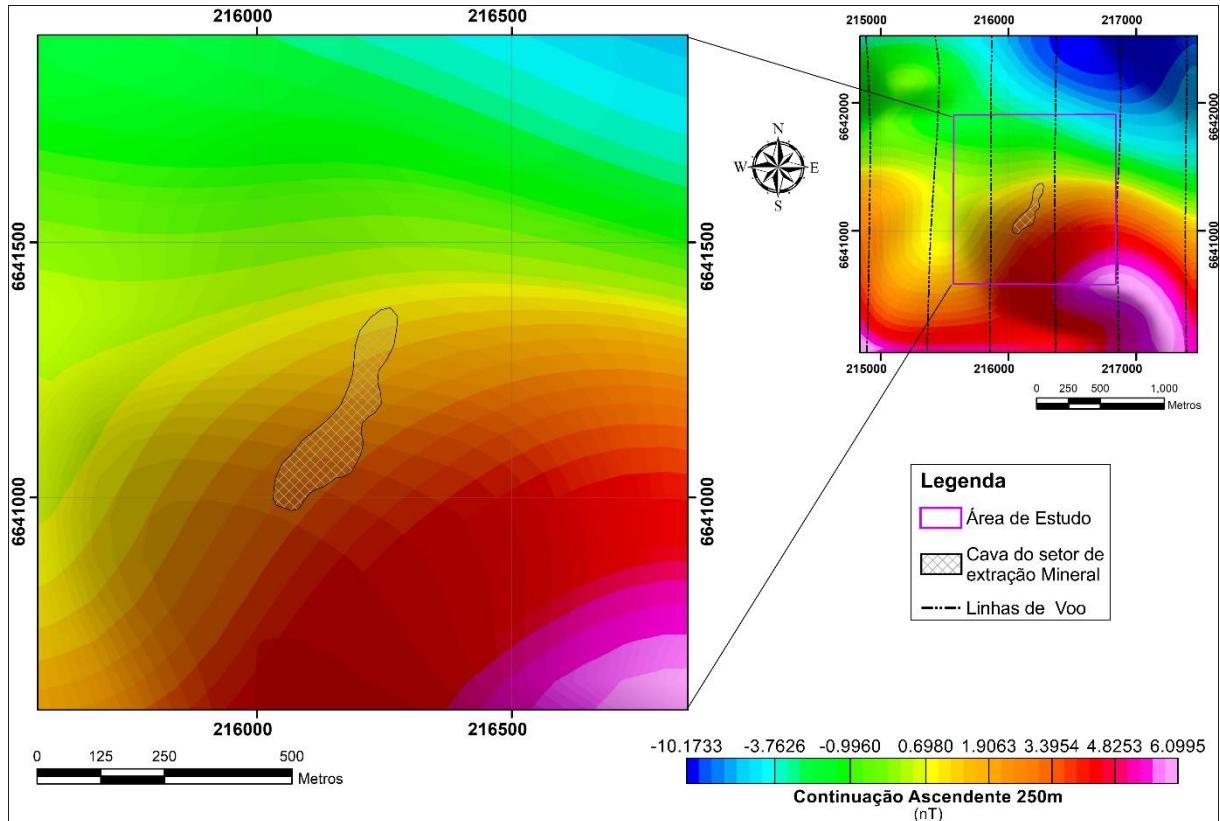 216000 216500
215000 216000 217000
6642000
6641000
6642000
6641000
6641500
6641000
6641500
6641000
N
W E
S
215000 216000 217000
0 250 500 1,000
Metros
Legenda
Área de Estudo
Cava do setor de
extração Mineral
Linhas de Voo
216000 216500
0 125 250 500
Metros
-10.1733 -3.7626 -0.9960 0.6980 1.9063 3.3954 4.8253 6.0995
Continuação Ascendente 250m
(nT)